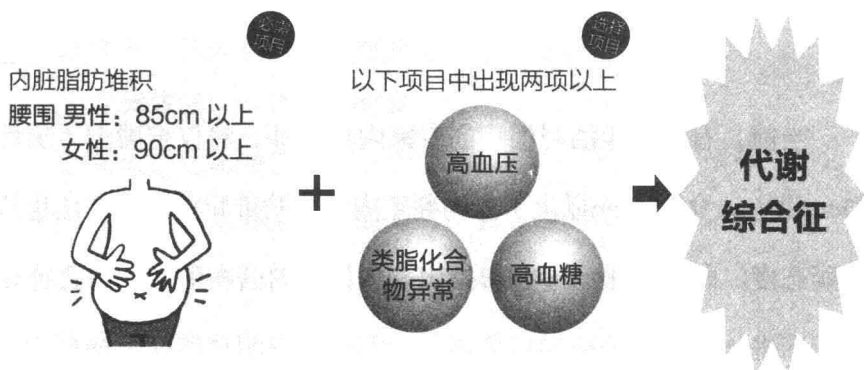 必需
项目
内脏脂肪堆积
腰围 男性：85cm 以上
女性：90cm 以上
选择
项目
以下项目中出现两项以上
高血压
类脂化合
物异常
高血糖
代谢
综合征